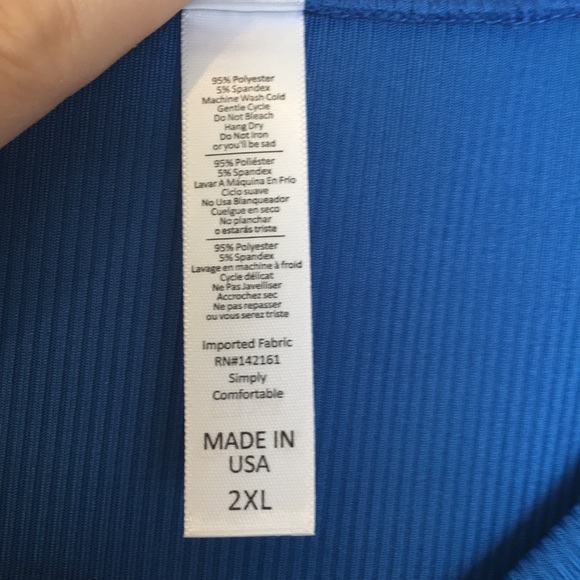 95% Polyester
5% Spandex
Machine Wash Cold
Gentle Cycle
Do Not Bleach
Hang Dry
Do Not Iron
or you'll be sad
95% Poliéster
5% Spandex
Lavar A Máquina En Frio
Ciclo suave
No Usa Blanqueador
Cuelgue en seco
No planchar
o estarás triste
95% Polyester
5% Spandex
Lavage en machine à froid
Cycle délicat
Ne Pas Javelliser
Accrochez sec
Ne pas repasser
ou vous serez triste
Imported Fabric
RN#142161
Simply
Comfortable
MADE IN
USA
2XL